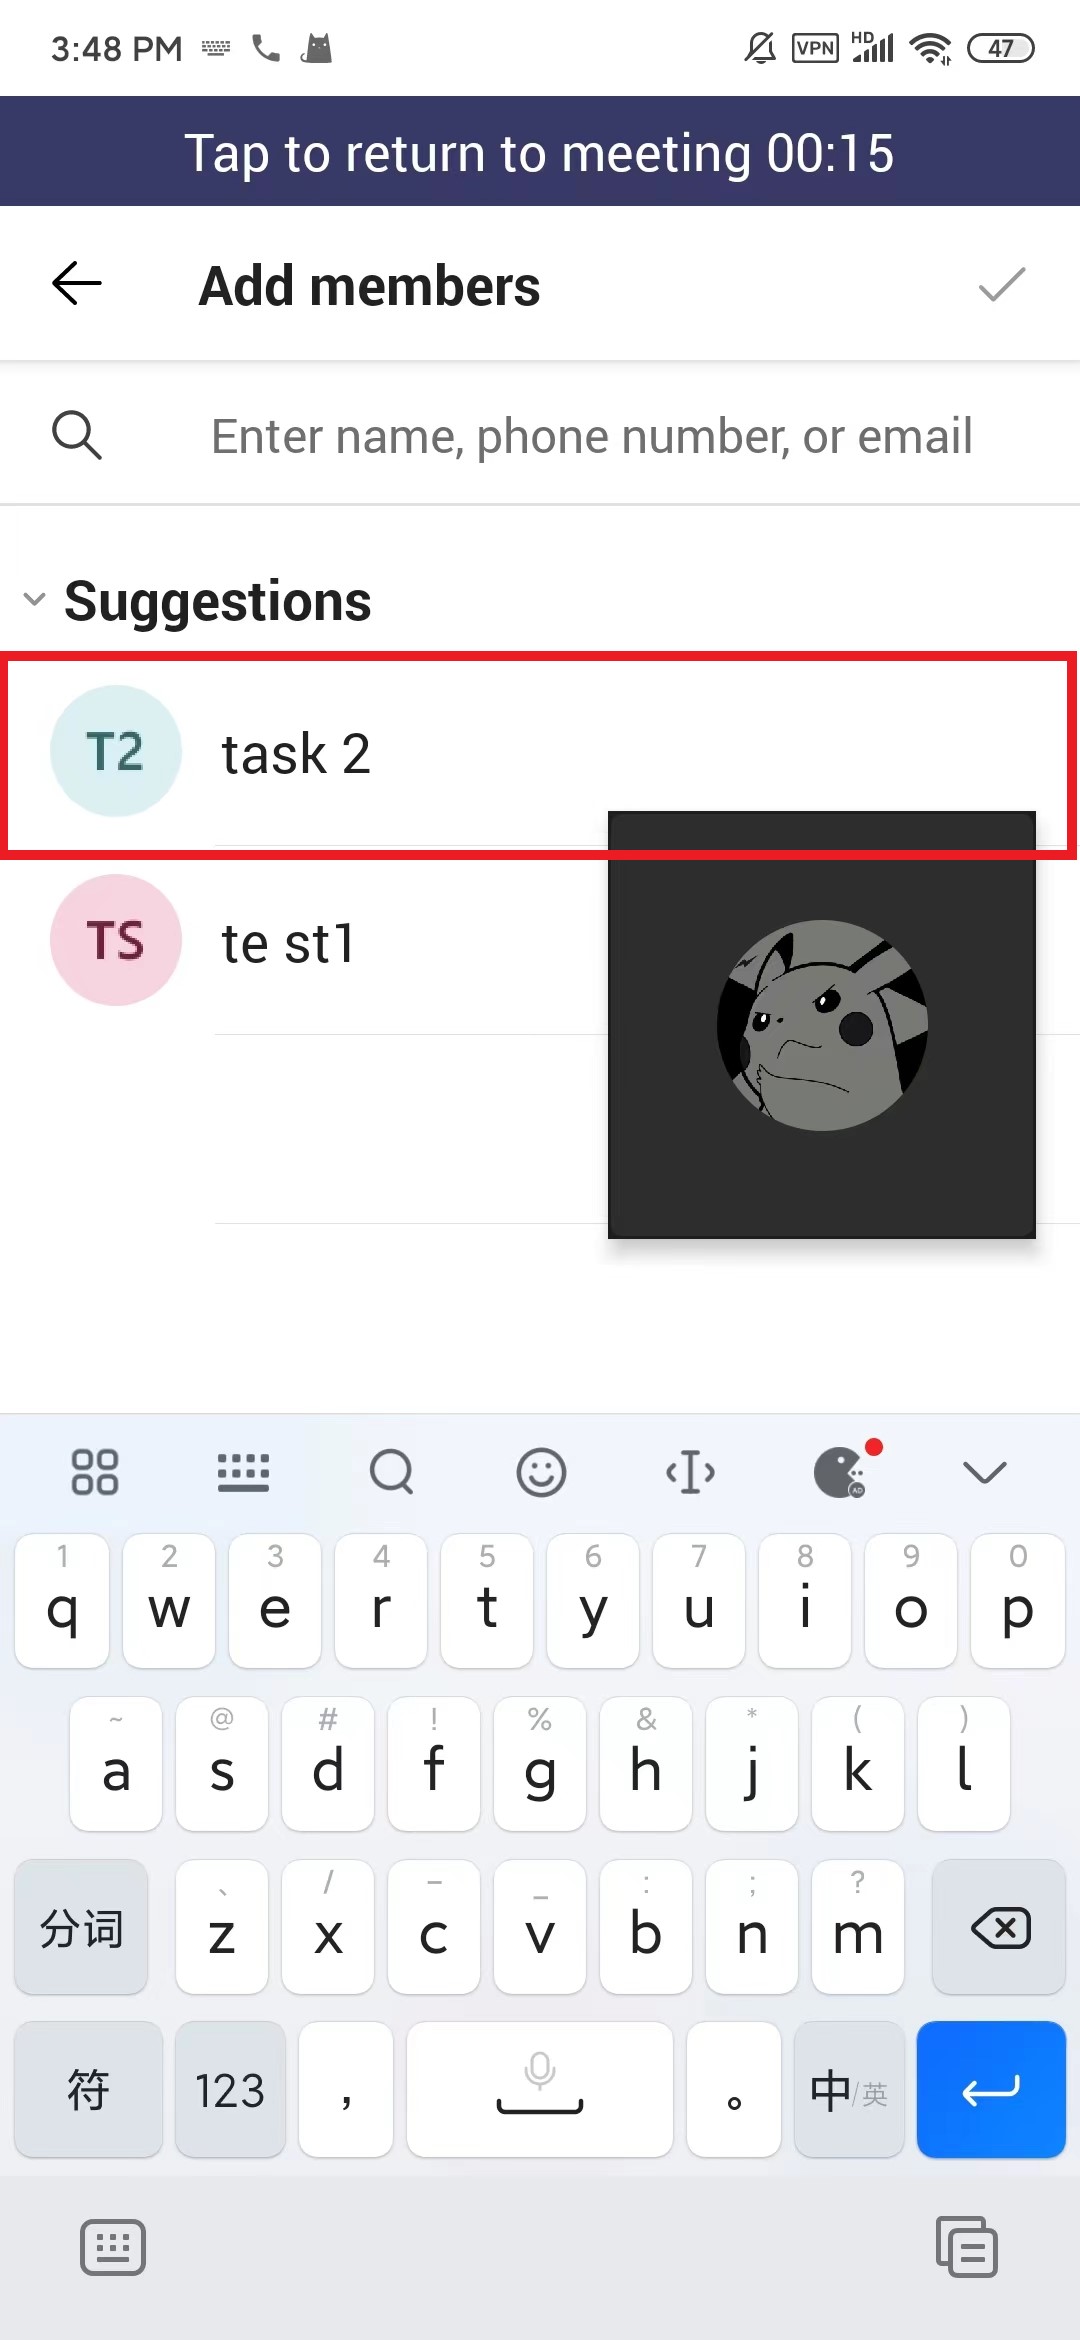 3:48 PM VPN HD 47
Tap to return to meeting 00:15
Add members
Enter name, phone number, or email
Suggestions
T2 task 2
TS te st1
1 2 3 4 5 6 7 8 9 0
q w e r t y u i o p
~ @ # ! % & * ( )
a s d f g h j k l
、 / – _ : ; ?
分词 z x c v b n m
符 123 , 。 中/英